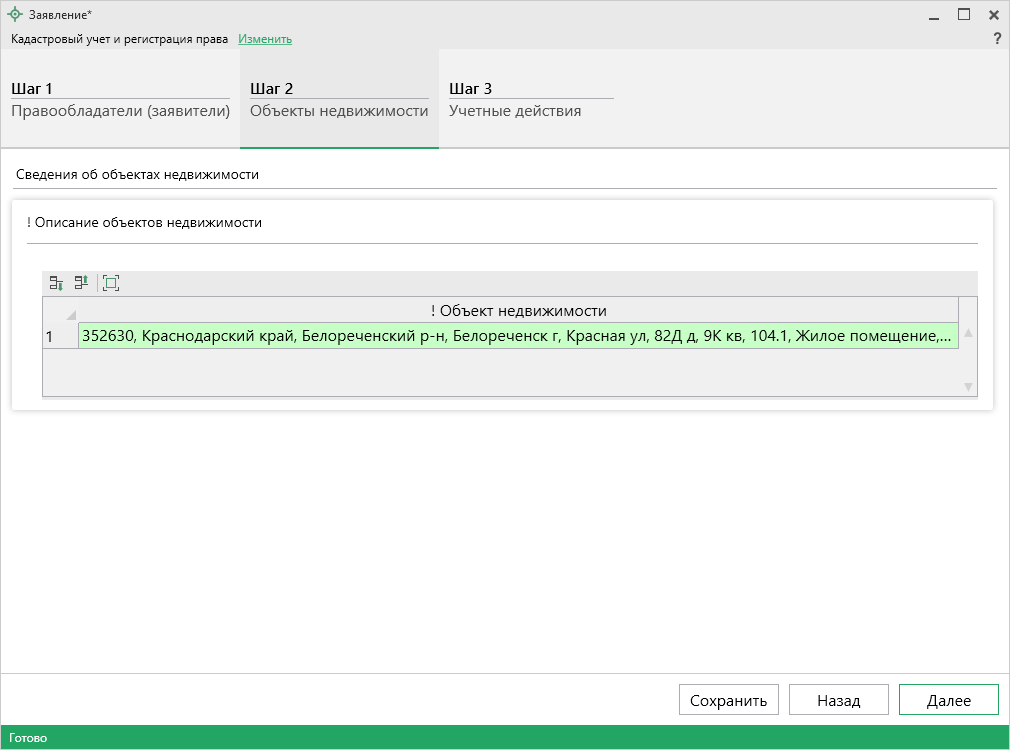 Заявление*
Кадастровый учет и регистрация права Изменить ?
Шаг 1
Правообладатели (заявители)
Шаг 2
Объекты недвижимости
Шаг 3
Учетные действия
Сведения об объектах недвижимости
! Описание объектов недвижимости
! Объект недвижимости
1 352630, Краснодарский край, Белореченский р-н, Белореченск г, Красная ул, 82Д д, 9К кв, 104.1, Жилое помещение,...
Сохранить Назад Далее
Готово